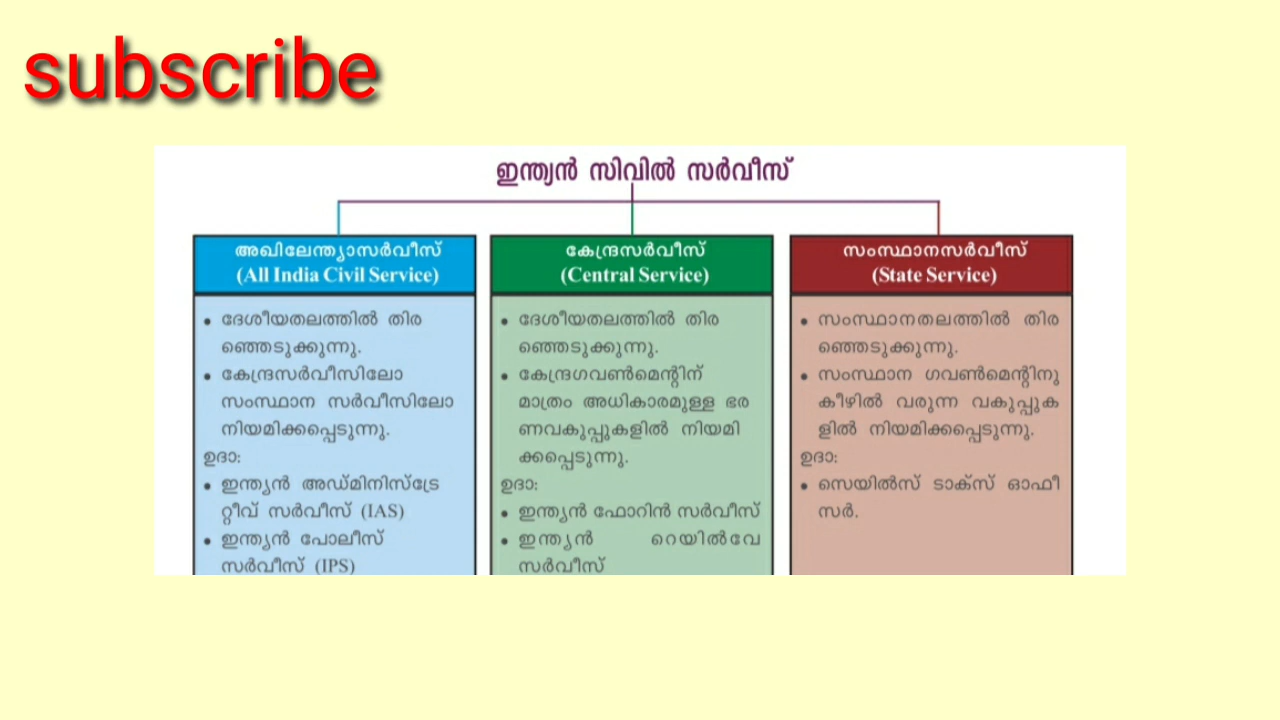 subscribe
ഇന്ത്യൻ സിവിൽ സർവീസ്
അഖിലേന്ത്യാസർവീസ്
(All India Civil Service)
ദേശീയതലത്തിൽ തിര
ഞ്ഞെടുക്കുന്നു.
കേന്ദ്രസർവീസിലോ
സംസ്ഥാന സർവീസിലോ
നിയമിക്കപ്പെടുന്നു.
ഉദാ:
ഇന്ത്യൻ അഡ്മിനിസ്ട്രേ
റ്റീവ് സർവീസ് (IAS)
ഇന്ത്യൻ പോലീസ്
സർവീസ് (IPS)
കേന്ദ്രസർവീസ്
(Central Service)
ദേശീയതലത്തിൽ തിര
ഞ്ഞെടുക്കുന്നു.
കേന്ദ്രഗവൺമെന്റിന്
മാത്രം അധികാരമുള്ള ഭര
ണവകുപ്പുകളിൽ നിയമി
ക്കപ്പെടുന്നു.
ഉദാ:
ഇന്ത്യൻ ഫോറിൻ സർവീസ്
ഇന്ത്യൻ റെയിൽവേ
സർവീസ്
സംസ്ഥാനസർവീസ്
(State Service)
സംസ്ഥാനതലത്തിൽ തിര
ഞ്ഞെടുക്കുന്നു.
സംസ്ഥാന ഗവൺമെന്റിനു
കീഴിൽ വരുന്ന വകുപ്പുക
ളിൽ നിയമിക്കപ്പെടുന്നു.
ഉദാ:
സെയിൽസ് ടാക്സ് ഓഫീ
സർ.